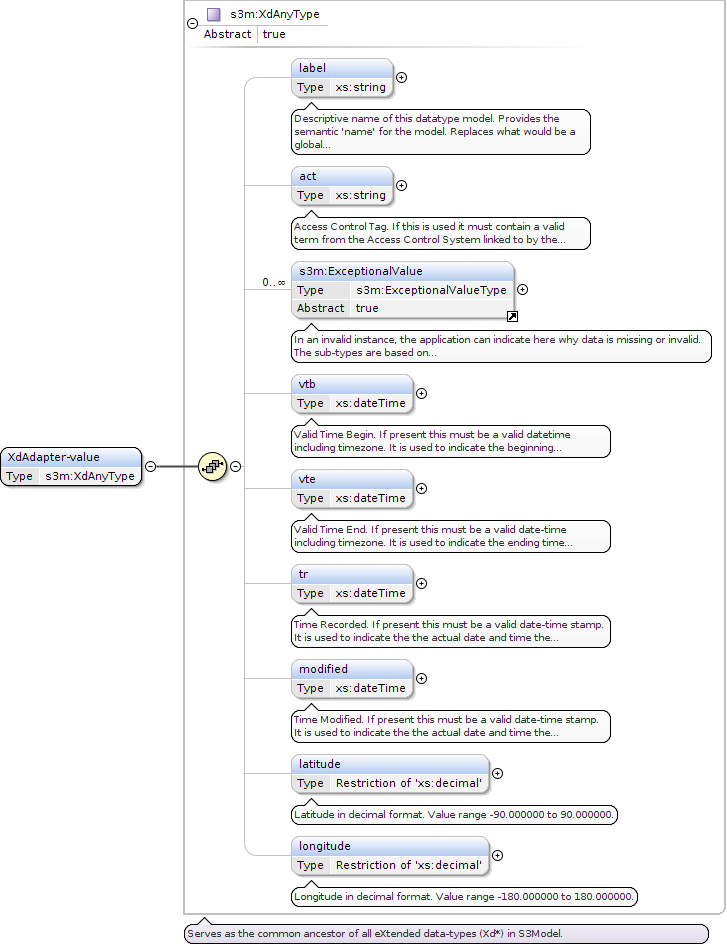 s3m:XdAnyType
Abstract true
label
Type xs:string
Descriptive name of this datatype model. Provides the
semantic 'name' for the model. Replaces what would be a
global...
act
Type xs:string
Access Control Tag. If this is used it must contain a valid
term from the Access Control System linked to by the...
0..∞
s3m:ExceptionalValue
Type s3m:ExceptionalValueType
Abstract true
In an invalid instance, the application can indicate here why data is missing or invalid.
The sub-types are based on...
vtb
Type xs:dateTime
Valid Time Begin. If present this must be a valid datetime
including timezone. It is used to indicate the beginning...
XdAdapter-value
Type s3m:XdAnyType
vte
Type xs:dateTime
Valid Time End. If present this must be a valid date-time
including timezone. It is used to indicate the ending time...
tr
Type xs:dateTime
Time Recorded. If present this must be a valid date-time stamp.
It is used to indicate the the actual date and time the...
modified
Type xs:dateTime
Time Modified. If present this must be a valid date-time stamp.
It is used to indicate the the actual date and time the...
latitude
Type Restriction of 'xs:decimal'
Latitude in decimal format. Value range -90.000000 to 90.000000.
longitude
Type Restriction of 'xs:decimal'
Longitude in decimal format. Value range -180.000000 to 180.000000.
Serves as the common ancestor of all eXtended data-types (Xd*) in S3Model.